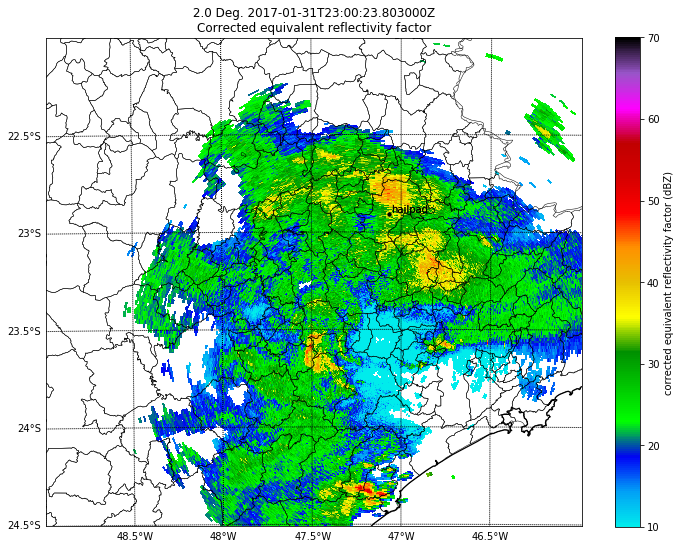 2.0 Deg. 2017-01-31T23:00:23.803000Z
Corrected equivalent reflectivity factor
22.5°S
23°S
23.5°S
24°S
24.5°S
48.5°W
48°W
47.5°W
47°W
46.5°W
hailpad
70
60
50
40
30
20
10
corrected equivalent reflectivity factor (dBZ)